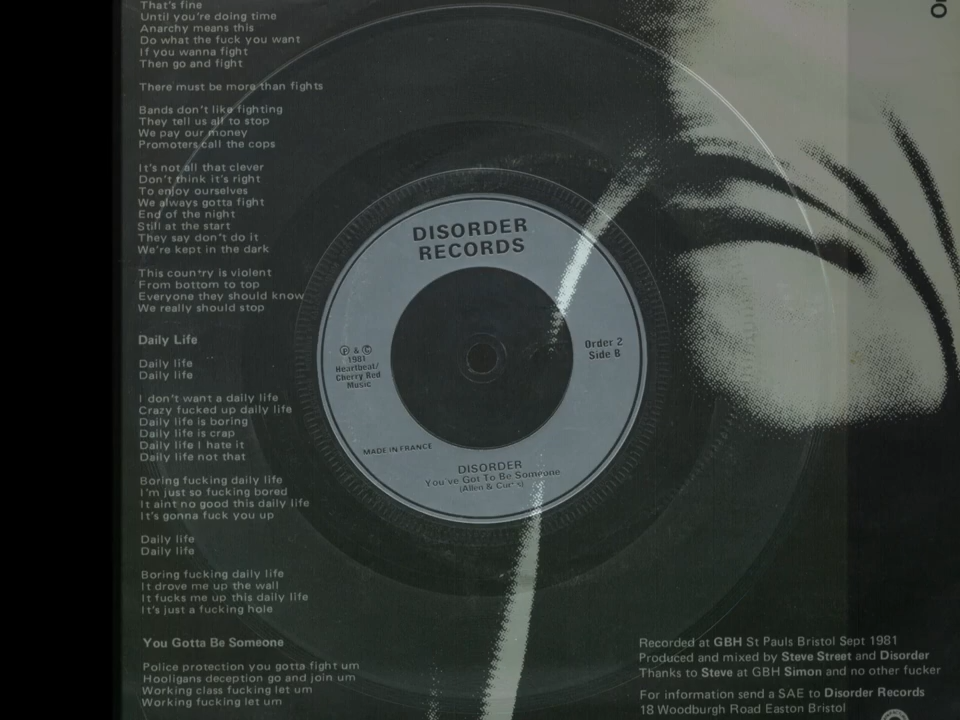 That's fine
Until you're doing time
Anarchy means this
Do what the fuck you want
If you wanna fight
Then go and fight
There must be more than fights
Bands don't like fighting
They tell us all to stop
We pay our money
Promoters call the cops
It's not all that clever
Don't think it's right
To enjoy ourselves
We always gotta fight
End of the night
Still at the start
They say don't do it
We're kept in the dark
This country is violent
From bottom to top
Everyone they should know
We really should stop
Daily Life
Daily life
Daily life
I don't want a daily life
Crazy fucked up daily life
Daily life is boring
Daily life is crap
Daily life I hate it
Daily life not that
Boring fucking daily life
I'm just so fucking bored
It aint no good this daily life
It's gonna fuck you up
Daily life
Daily life
Boring fucking daily life
It drove me up the wall
It fucks me up this daily life
It's just a fucking hole
You Gotta Be Someone
Police protection you gotta fight um
Hooligans deception go and join um
Working class fucking let um
Working fucking let um
DISORDER
RECORDS
Ⓟ & ©
1981
Heartbeat/
Cherry Red
Music
Order 2
Side B
MADE IN FRANCE
DISORDER
You've Got To Be Someone
(Allen & Curtis)
Recorded at GBH St Pauls Bristol Sept 1981
Produced and mixed by Steve Street and Disorder
Thanks to Steve at GBH Simon and no other fucker
For information send a SAE to Disorder Records
18 Woodburgh Road Easton Bristol